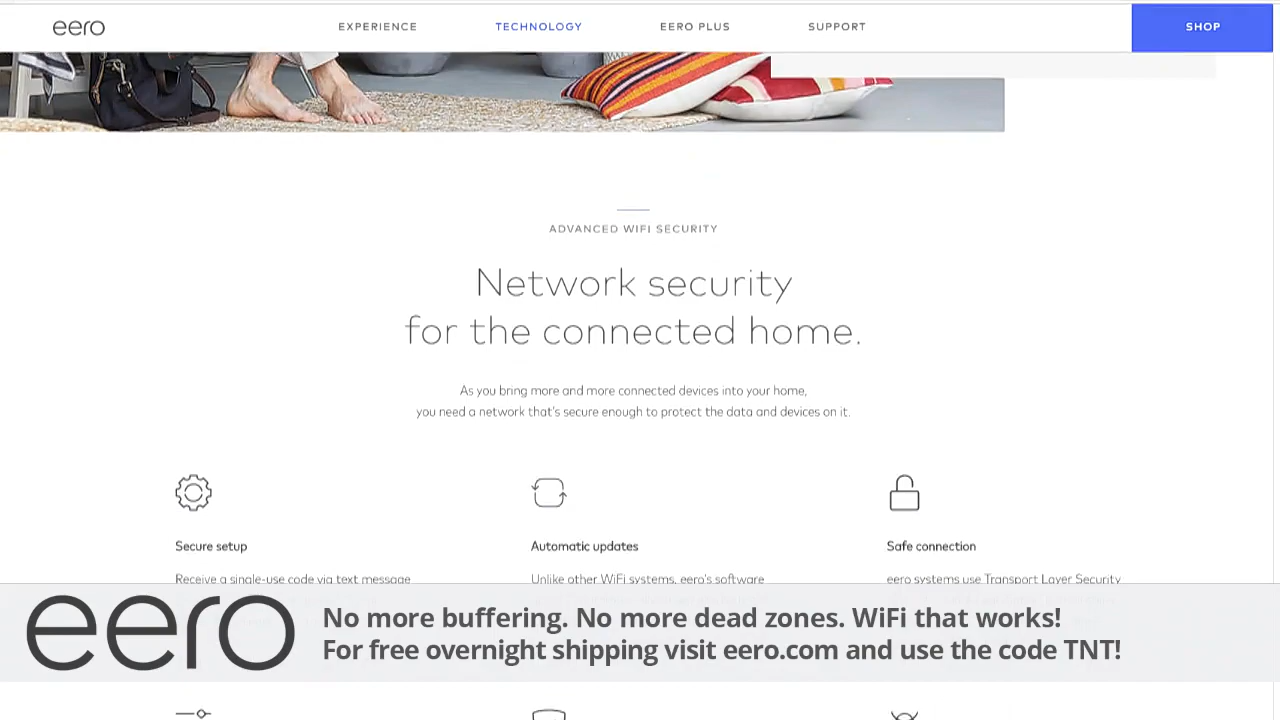 eero
EXPERIENCE
TECHNOLOGY
EERO PLUS
SUPPORT
SHOP
ADVANCED WIFI SECURITY
Network security
for the connected home.
As you bring more and more connected devices into your home,
you need a network that's secure enough to protect the data and devices on it.
Secure setup
Receive a single-use code via text message
Automatic updates
Unlike other WiFi systems, eero's software
Safe connection
eero systems use Transport Layer Security
eero
No more buffering. No more dead zones. WiFi that works!
For free overnight shipping visit eero.com and use the code TNT!